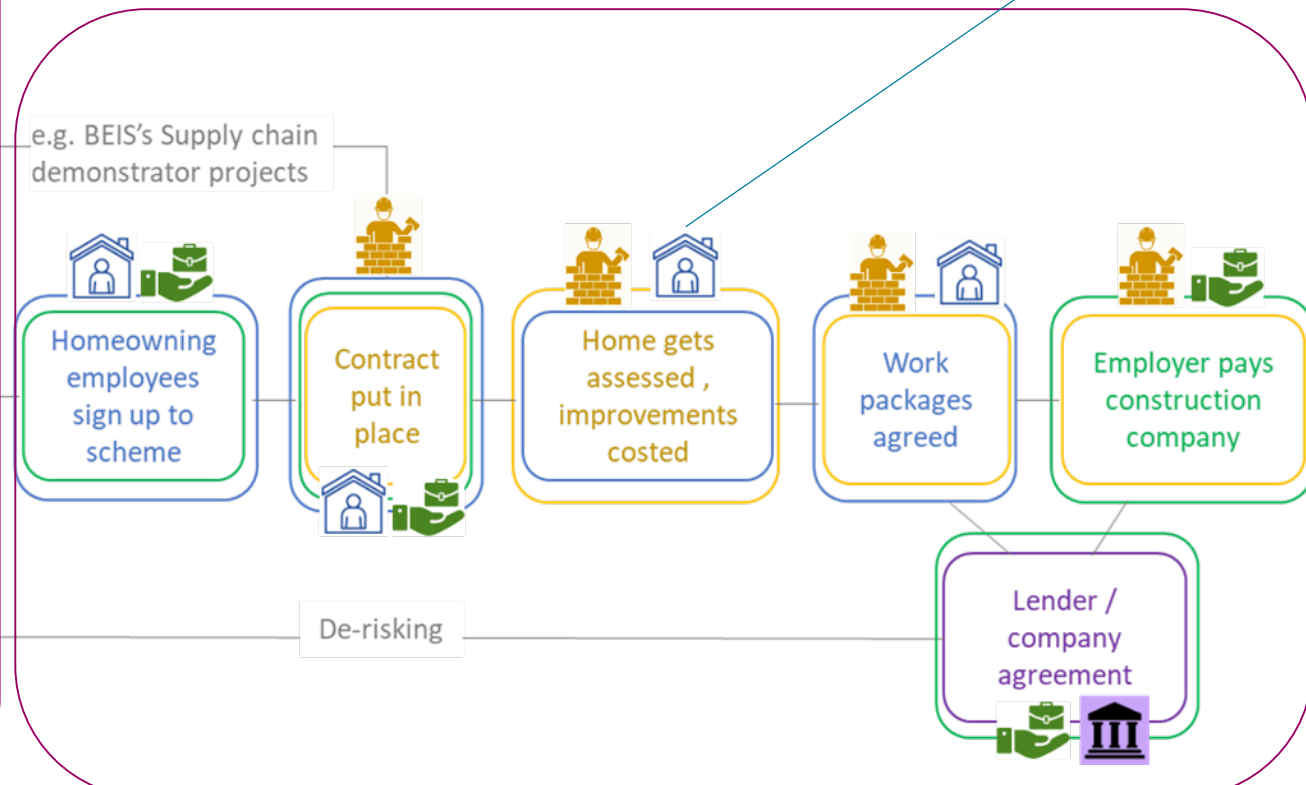 e.g. BEIS's Supply chain
demonstrator projects
Homeowning
employees
sign up to
scheme
Contract
put in
place
Home gets
assessed ,
improvements
costed
Work
packages
agreed
Employer pays
construction
company
De-risking
Lender /
company
agreement